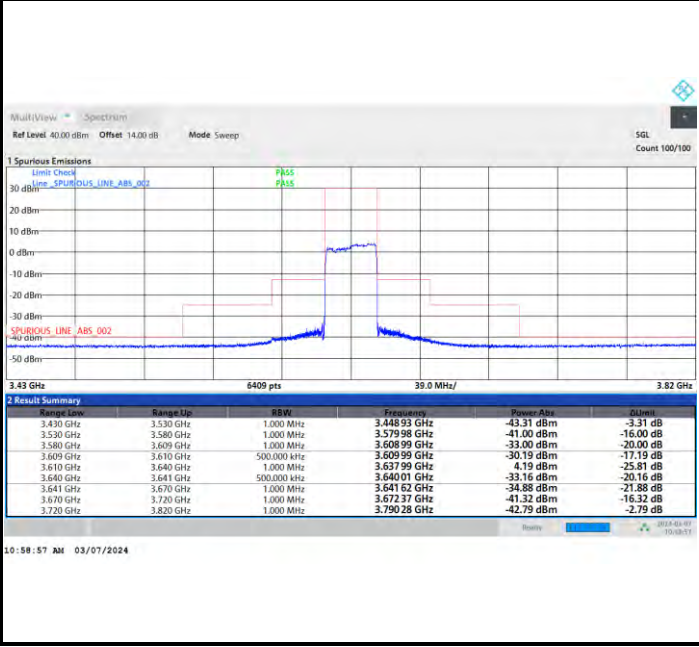 MultiView Spectrum
Ref Level 40.00 dBm Offset 14.00 dB Mode Sweep SGL
Count 100/100
1 Spurious Emissions
Limit Check PASS
Line _SPURIOUS_LINE_ABS_002 PASS
30 dBm
20 dBm
10 dBm
0 dBm
-10 dBm
-20 dBm
-30 dBm
SPURIOUS_LINE_ABS_002
-40 dBm
-50 dBm
3.43 GHz 6409 pts 39.0 MHz/ 3.82 GHz
2 Result Summary
Range Low Range Up RBW Frequency Power Abs ΔLimit
3.430 GHz 3.530 GHz 1.000 MHz 3.448 93 GHz -43.31 dBm -3.31 dB
3.530 GHz 3.580 GHz 1.000 MHz 3.579 98 GHz -41.00 dBm -16.00 dB
3.580 GHz 3.609 GHz 1.000 MHz 3.608 99 GHz -33.00 dBm -20.00 dB
3.609 GHz 3.610 GHz 500.000 kHz 3.609 99 GHz -30.19 dBm -17.19 dB
3.610 GHz 3.640 GHz 1.000 MHz 3.637 99 GHz 4.19 dBm -25.81 dB
3.640 GHz 3.641 GHz 500.000 kHz 3.640 01 GHz -33.16 dBm -20.16 dB
3.641 GHz 3.670 GHz 1.000 MHz 3.641 62 GHz -34.88 dBm -21.88 dB
3.670 GHz 3.720 GHz 1.000 MHz 3.672 37 GHz -41.32 dBm -16.32 dB
3.720 GHz 3.820 GHz 1.000 MHz 3.790 28 GHz -42.79 dBm -2.79 dB
Ready
10:58:57 AM 03/07/2024